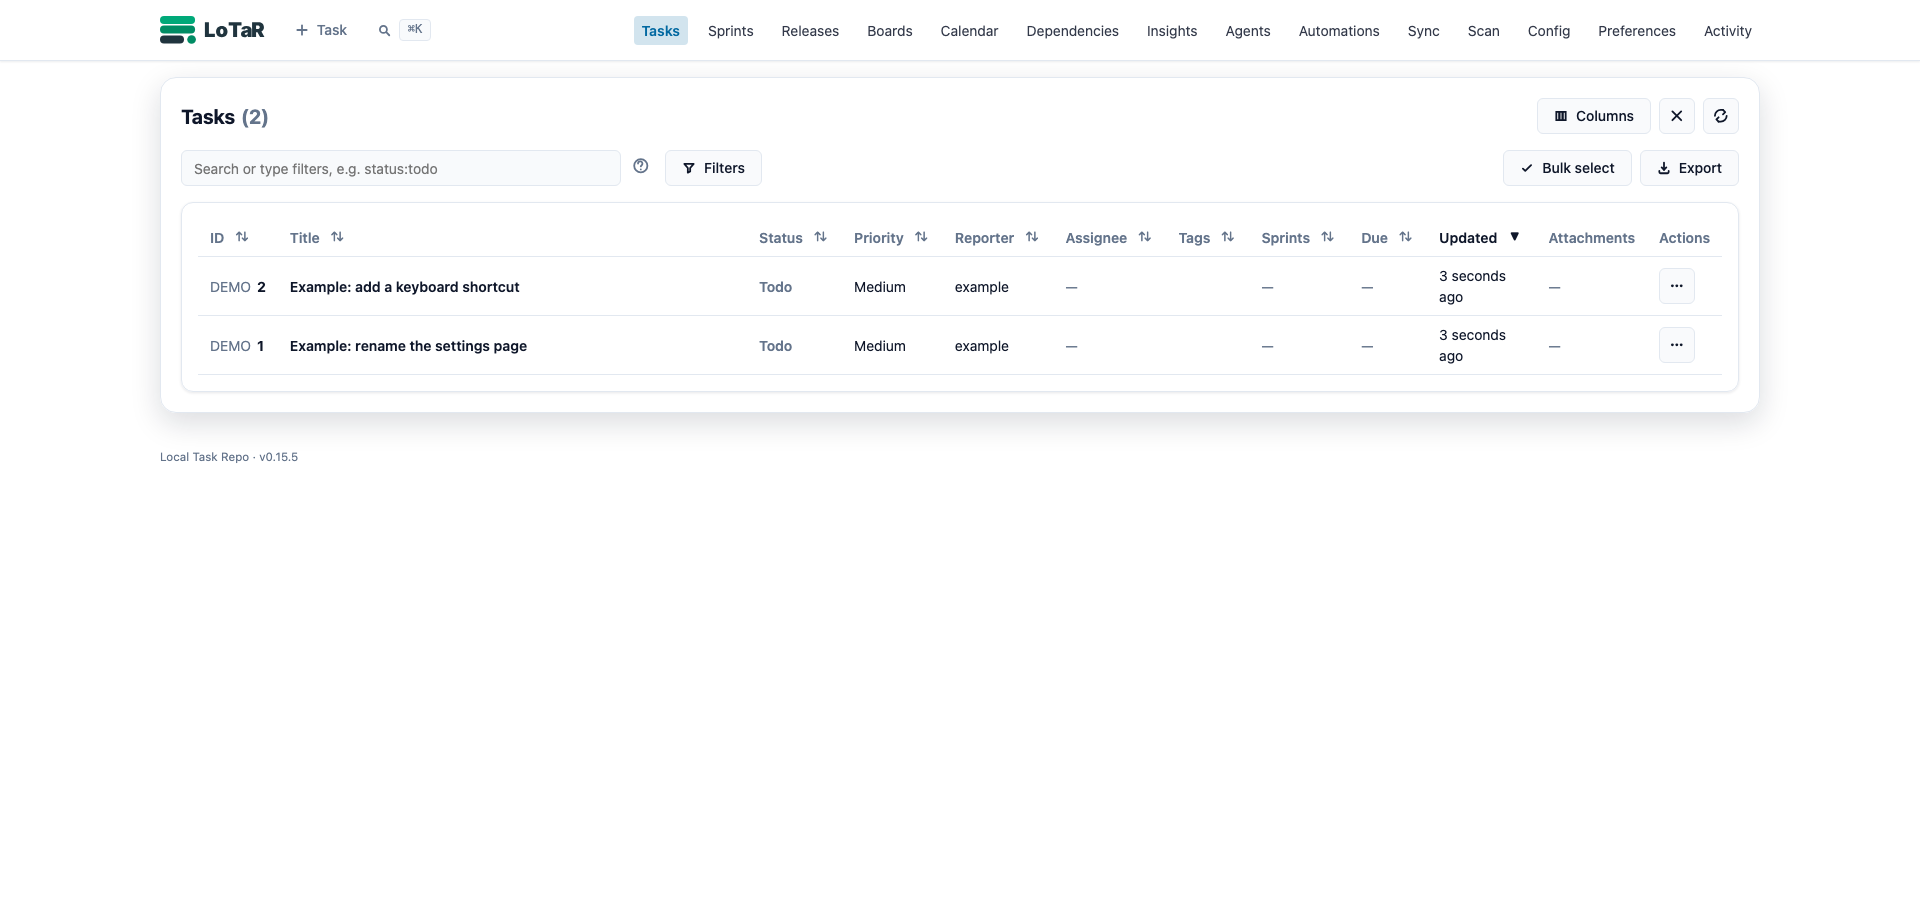 LoTaR
Task
⌘K
Tasks
Sprints
Releases
Boards
Calendar
Dependencies
Insights
Agents
Automations
Sync
Scan
Config
Preferences
Activity
Tasks (2)
Columns
Search or type filters, e.g. status:todo
Filters
Bulk select
Export
ID Title Status Priority Reporter Assignee Tags Sprints Due Updated ▼ Attachments Actions
DEMO 2 Example: add a keyboard shortcut Todo Medium example — — — 3 seconds ago — ···
DEMO 1 Example: rename the settings page Todo Medium example — — — 3 seconds ago — ···
Local Task Repo · v0.15.5